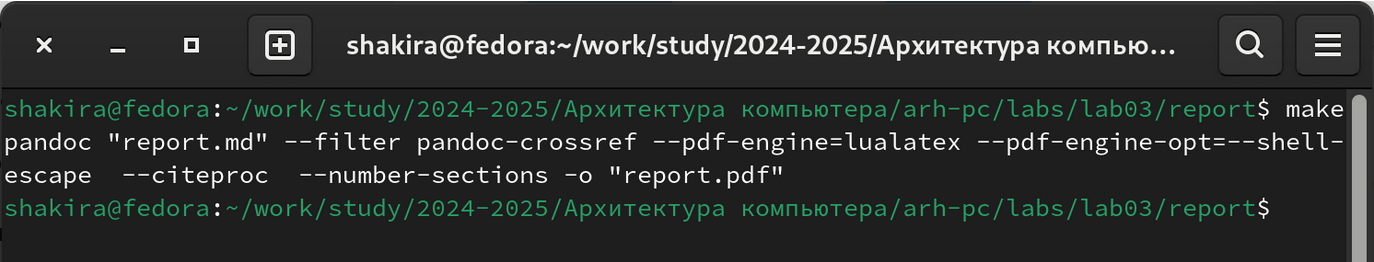 shakira@fedora:~/work/study/2024-2025/Архитектура компью...
shakira@fedora:~/work/study/2024-2025/Архитектура компьютера/arh-pc/labs/lab03/report$ make
pandoc "report.md" --filter pandoc-crossref --pdf-engine=lualatex --pdf-engine-opt=--shell-
escape  --citeproc  --number-sections -o "report.pdf"
shakira@fedora:~/work/study/2024-2025/Архитектура компьютера/arh-pc/labs/lab03/report$